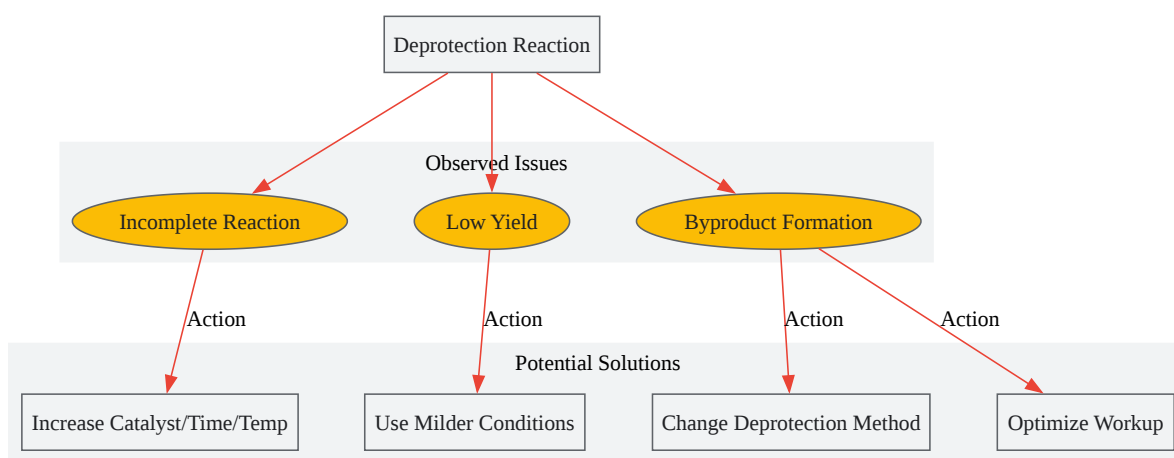 Deprotection Reaction
Observed Issues
Incomplete Reaction
Low Yield
Byproduct Formation
Action
Action
Action
Action
Potential Solutions
Increase Catalyst/Time/Temp
Use Milder Conditions
Change Deprotection Method
Optimize Workup